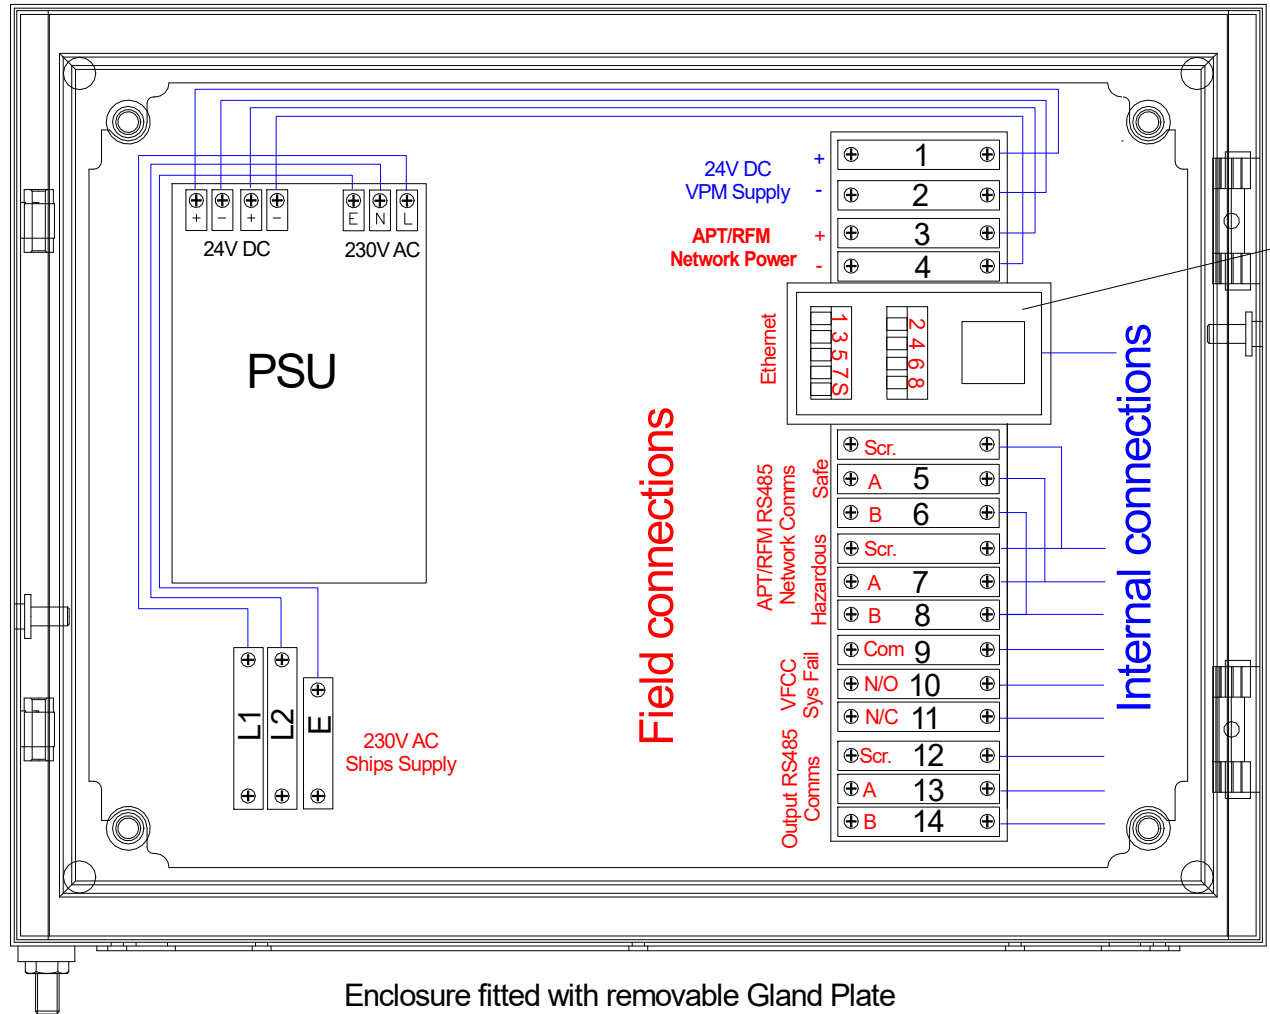 24V DC
VPM Supply
+
-
1
2
APT/RFM
Network Power
+
-
3
4
+
-
+
-
24V DC
E
N
L
230V AC
PSU
Ethernet
1 3 5 7 S
2 4 6 8
Field connections
Internal connections
APT/RFM RS485
Network Comms
Safe
Scr.
A 5
B 6
Hazardous
Scr.
A 7
B 8
VFCC
Sys Fail
Com 9
N/O 10
N/C 11
Output RS485
Comms
Scr. 12
A 13
B 14
L1
L2
E
230V AC
Ships Supply
Enclosure fitted with removable Gland Plate